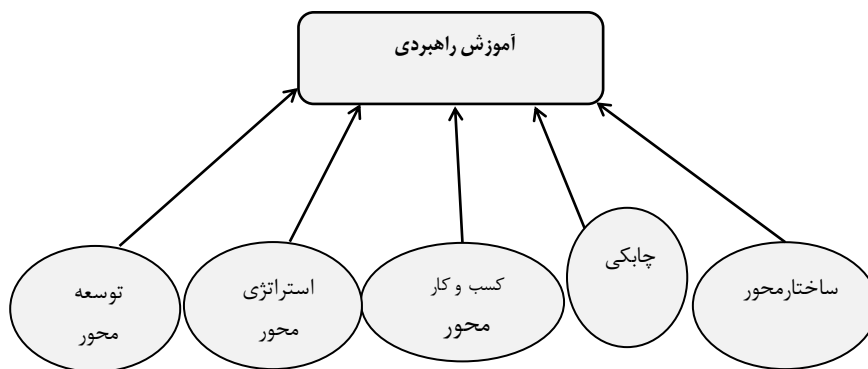 آموزش راهبردی
ساختارمحور
چابکی
کسب و کار
محور
استراتژی
محور
توسعه
محور